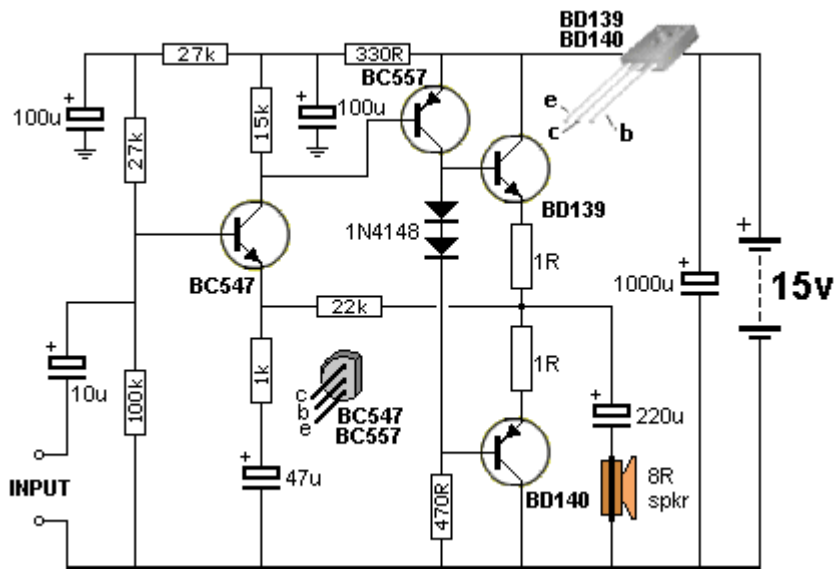 BD139
BD140
27k
330R
BC557
100u
15k
100u
27k
e
c
b
BD139
1N4148
BC547
1R
1000u
+
15v
22k
1R
10u
100k
1k
c
b
e
BC547
BC557
220u
INPUT
47u
470R
BD140
8R
spkr